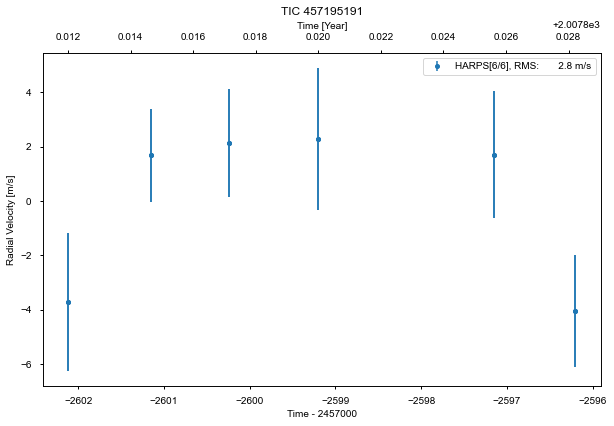 TIC 457195191
Time [Year]
+2.0078e3
0.012 0.014 0.016 0.018 0.020 0.022 0.024 0.026 0.028
HARPS[6/6], RMS: 2.8 m/s
Radial Velocity [m/s]
4
2
0
−2
−4
−6
−2602 −2601 −2600 −2599 −2598 −2597 −2596
Time - 2457000